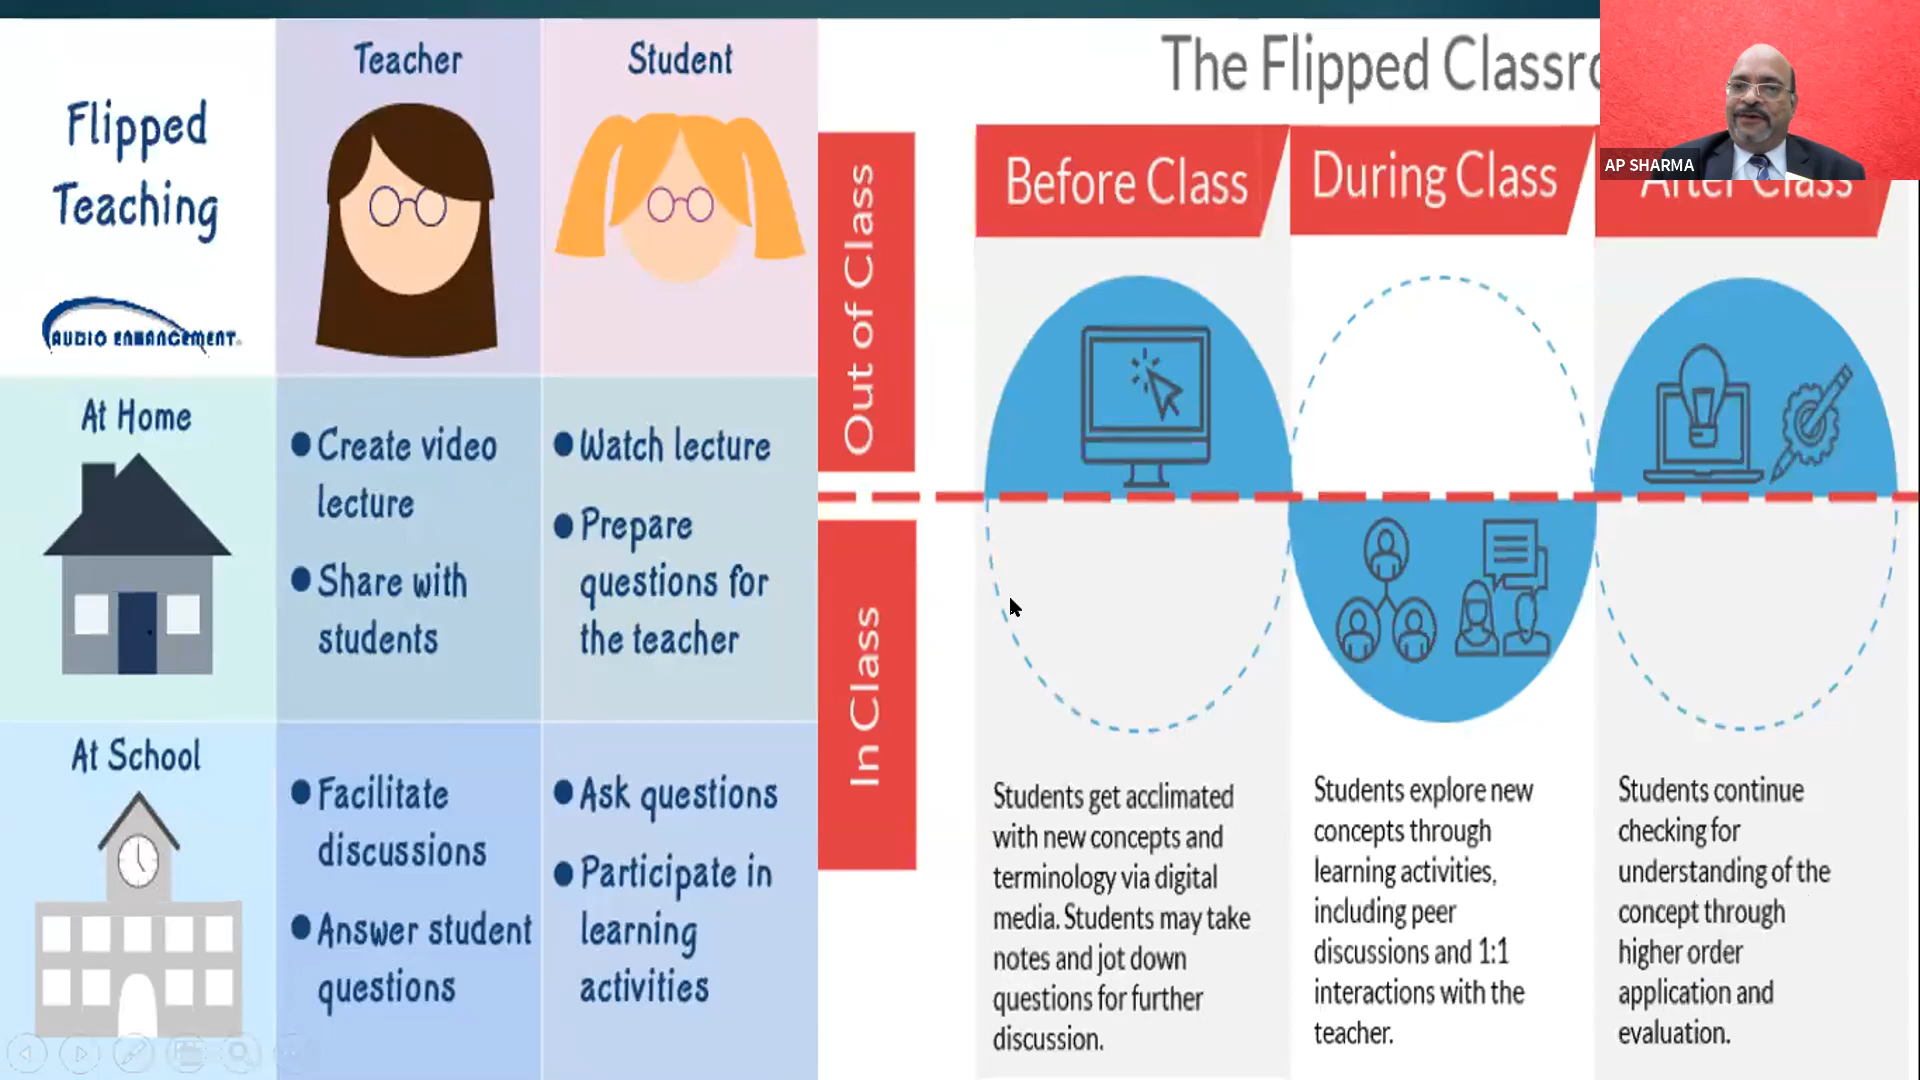 Flipped
Teaching
AUDIO ENHANCEMENT
Teacher
Student
At Home
Create video
lecture
Share with
students
Watch lecture
Prepare
questions for
the teacher
At School
Facilitate
discussions
Answer student
questions
Ask questions
Participate in
learning
activities
The Flipped Classro
AP SHARMA
Out of Class
In Class
Before Class
During Class
After Class
Students get acclimated
with new concepts and
terminology via digital
media. Students may take
notes and jot down
questions for further
discussion.
Students explore new
concepts through
learning activities,
including peer
discussions and 1:1
interactions with the
teacher.
Students continue
checking for
understanding of the
concept through
higher order
application and
evaluation.